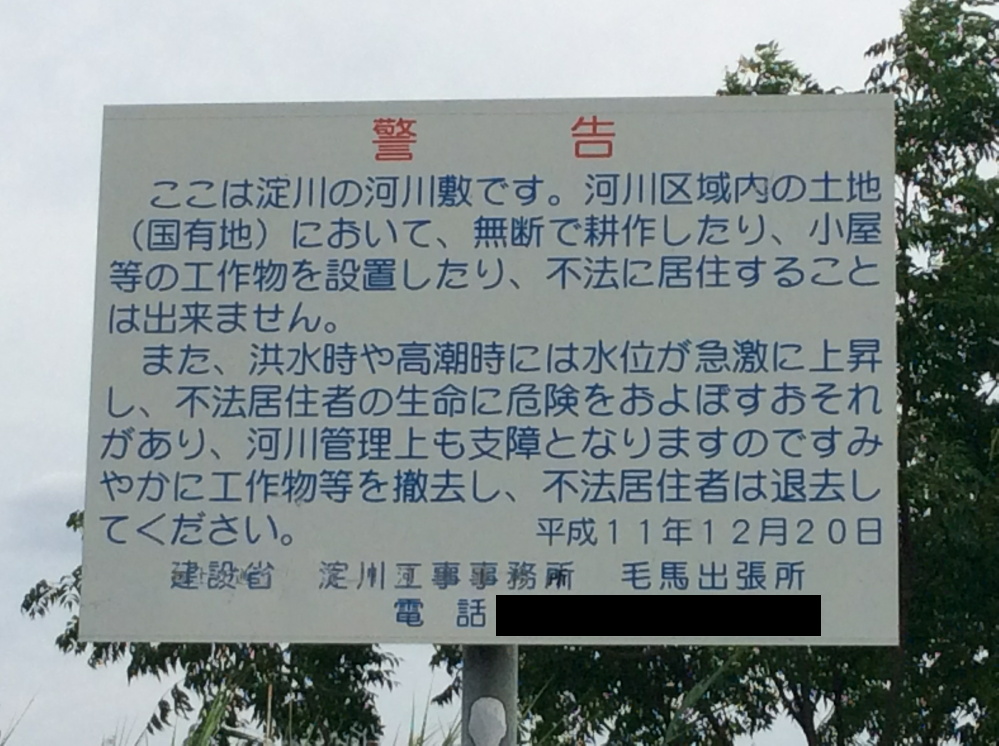 警告
ここは淀川の河川敷です。河川区域内の土地
（国有地）において、無断で耕作したり、小屋
等の工作物を設置したり、不法に居住すること
は出来ません。
また、洪水時や高潮時には水位が急激に上昇
し、不法居住者の生命に危険をおよぼすおそれ
があり、河川管理上も支障となりますのですみ
やかに工作物等を撤去し、不法居住者は退去し
てください。
平成１１年１２月２０日
建設省 淀川工事事務所 毛馬出張所
電話